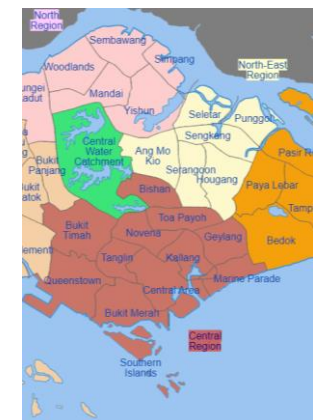 North
Region
Sembawang
Simpang
Woodlands
North-East
Region
Mandai
Yishun
Seletar
Punggol
Sengkang
Central
Water
Catchment
Ang Mo
Kio
Bukit
Panjang
Serangoon
Hougang
Pasir R
Paya Lebar
Bishan
Tamp
Toa Payoh
Bukit
Timah
Novena
Geylang
Bedok
Tanglin
Kallang
Queenstown
Marine Parade
Central Area
Bukit Merah
Central
Region
Southern
Islands